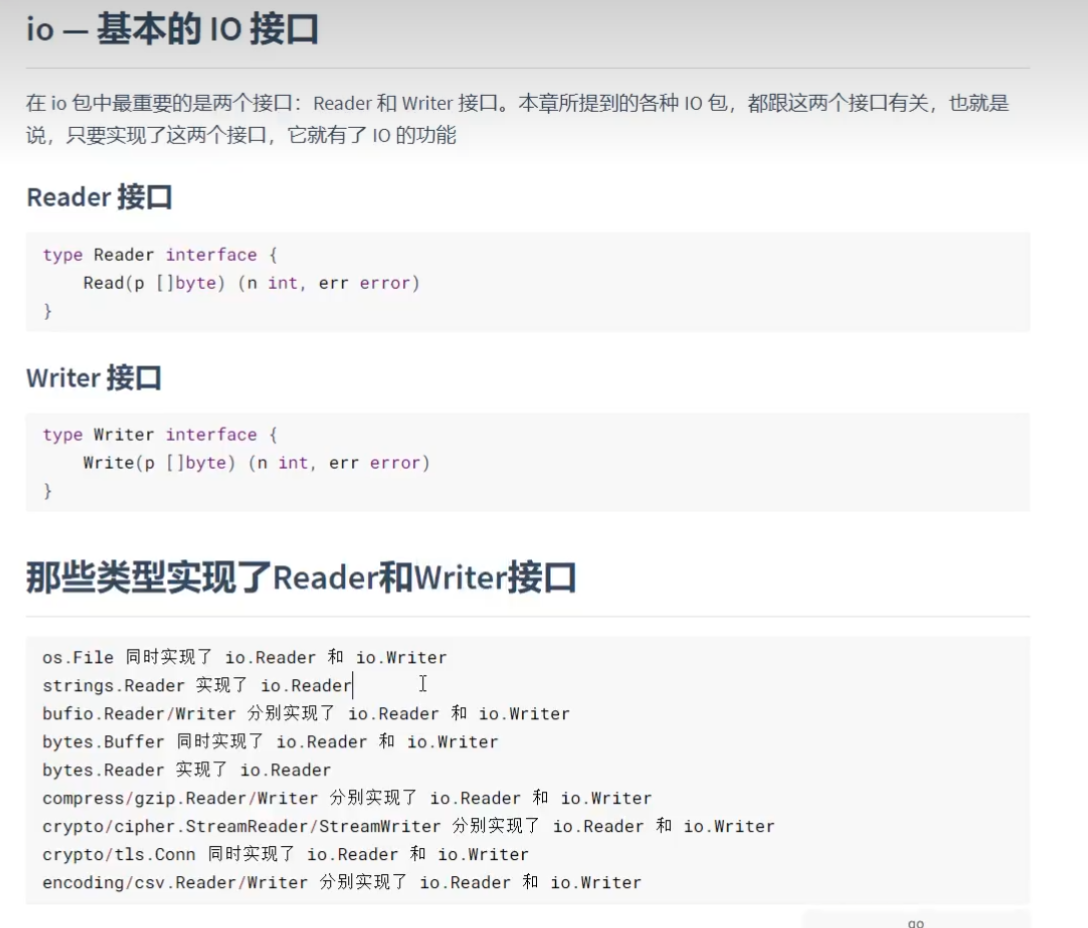 io — 基本的 IO 接口
在 io 包中最重要的是两个接口：Reader 和 Writer 接口。本章所提到的各种 IO 包，都跟这两个接口有关，也就是
说，只要实现了这两个接口，它就有了 IO 的功能
Reader 接口
type Reader interface {
    Read(p []byte) (n int, err error)
}
Writer 接口
type Writer interface {
    Write(p []byte) (n int, err error)
}
那些类型实现了Reader和Writer接口
os.File 同时实现了 io.Reader 和 io.Writer
strings.Reader 实现了 io.Reader
bufio.Reader/Writer 分别实现了 io.Reader 和 io.Writer
bytes.Buffer 同时实现了 io.Reader 和 io.Writer
bytes.Reader 实现了 io.Reader
compress/gzip.Reader/Writer 分别实现了 io.Reader 和 io.Writer
crypto/cipher.StreamReader/StreamWriter 分别实现了 io.Reader 和 io.Writer
crypto/tls.Conn 同时实现了 io.Reader 和 io.Writer
encoding/csv.Reader/Writer 分别实现了 io.Reader 和 io.Writer
go